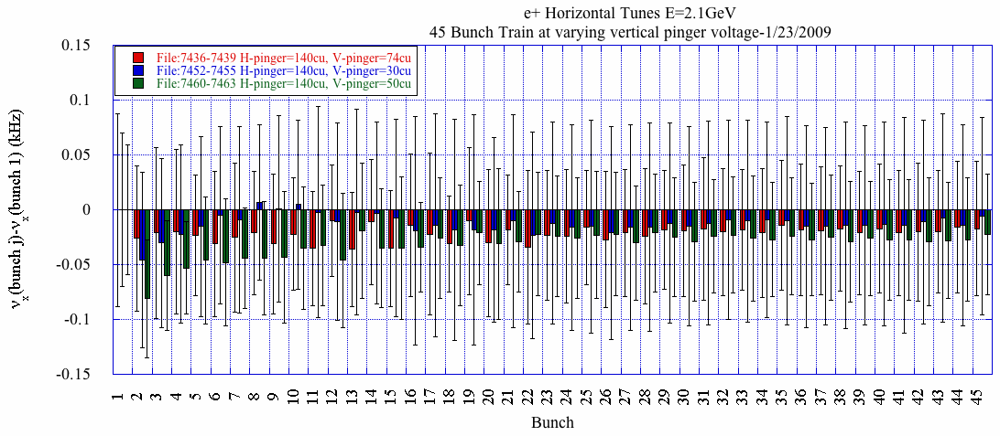 e+ Horizontal Tunes E=2.1GeV
45 Bunch Train at varying vertical pinger voltage-1/23/2009
File:7436-7439 H-pinger=140cu, V-pinger=74cu
File:7452-7455 H-pinger=140cu, V-pinger=30cu
File:7460-7463 H-pinger=140cu, V-pinger=50cu
νx(bunch j)-νx(bunch 1) (kHz)
0.15
0.1
0.05
0
-0.05
-0.1
-0.15
1 2 3 4 5 6 7 8 9 10 11 12 13 14 15 16 17 18 19 20 21 22 23 24 25 26 27 28 29 30 31 32 33 34 35 36 37 38 39 40 41 42 43 44 45
Bunch